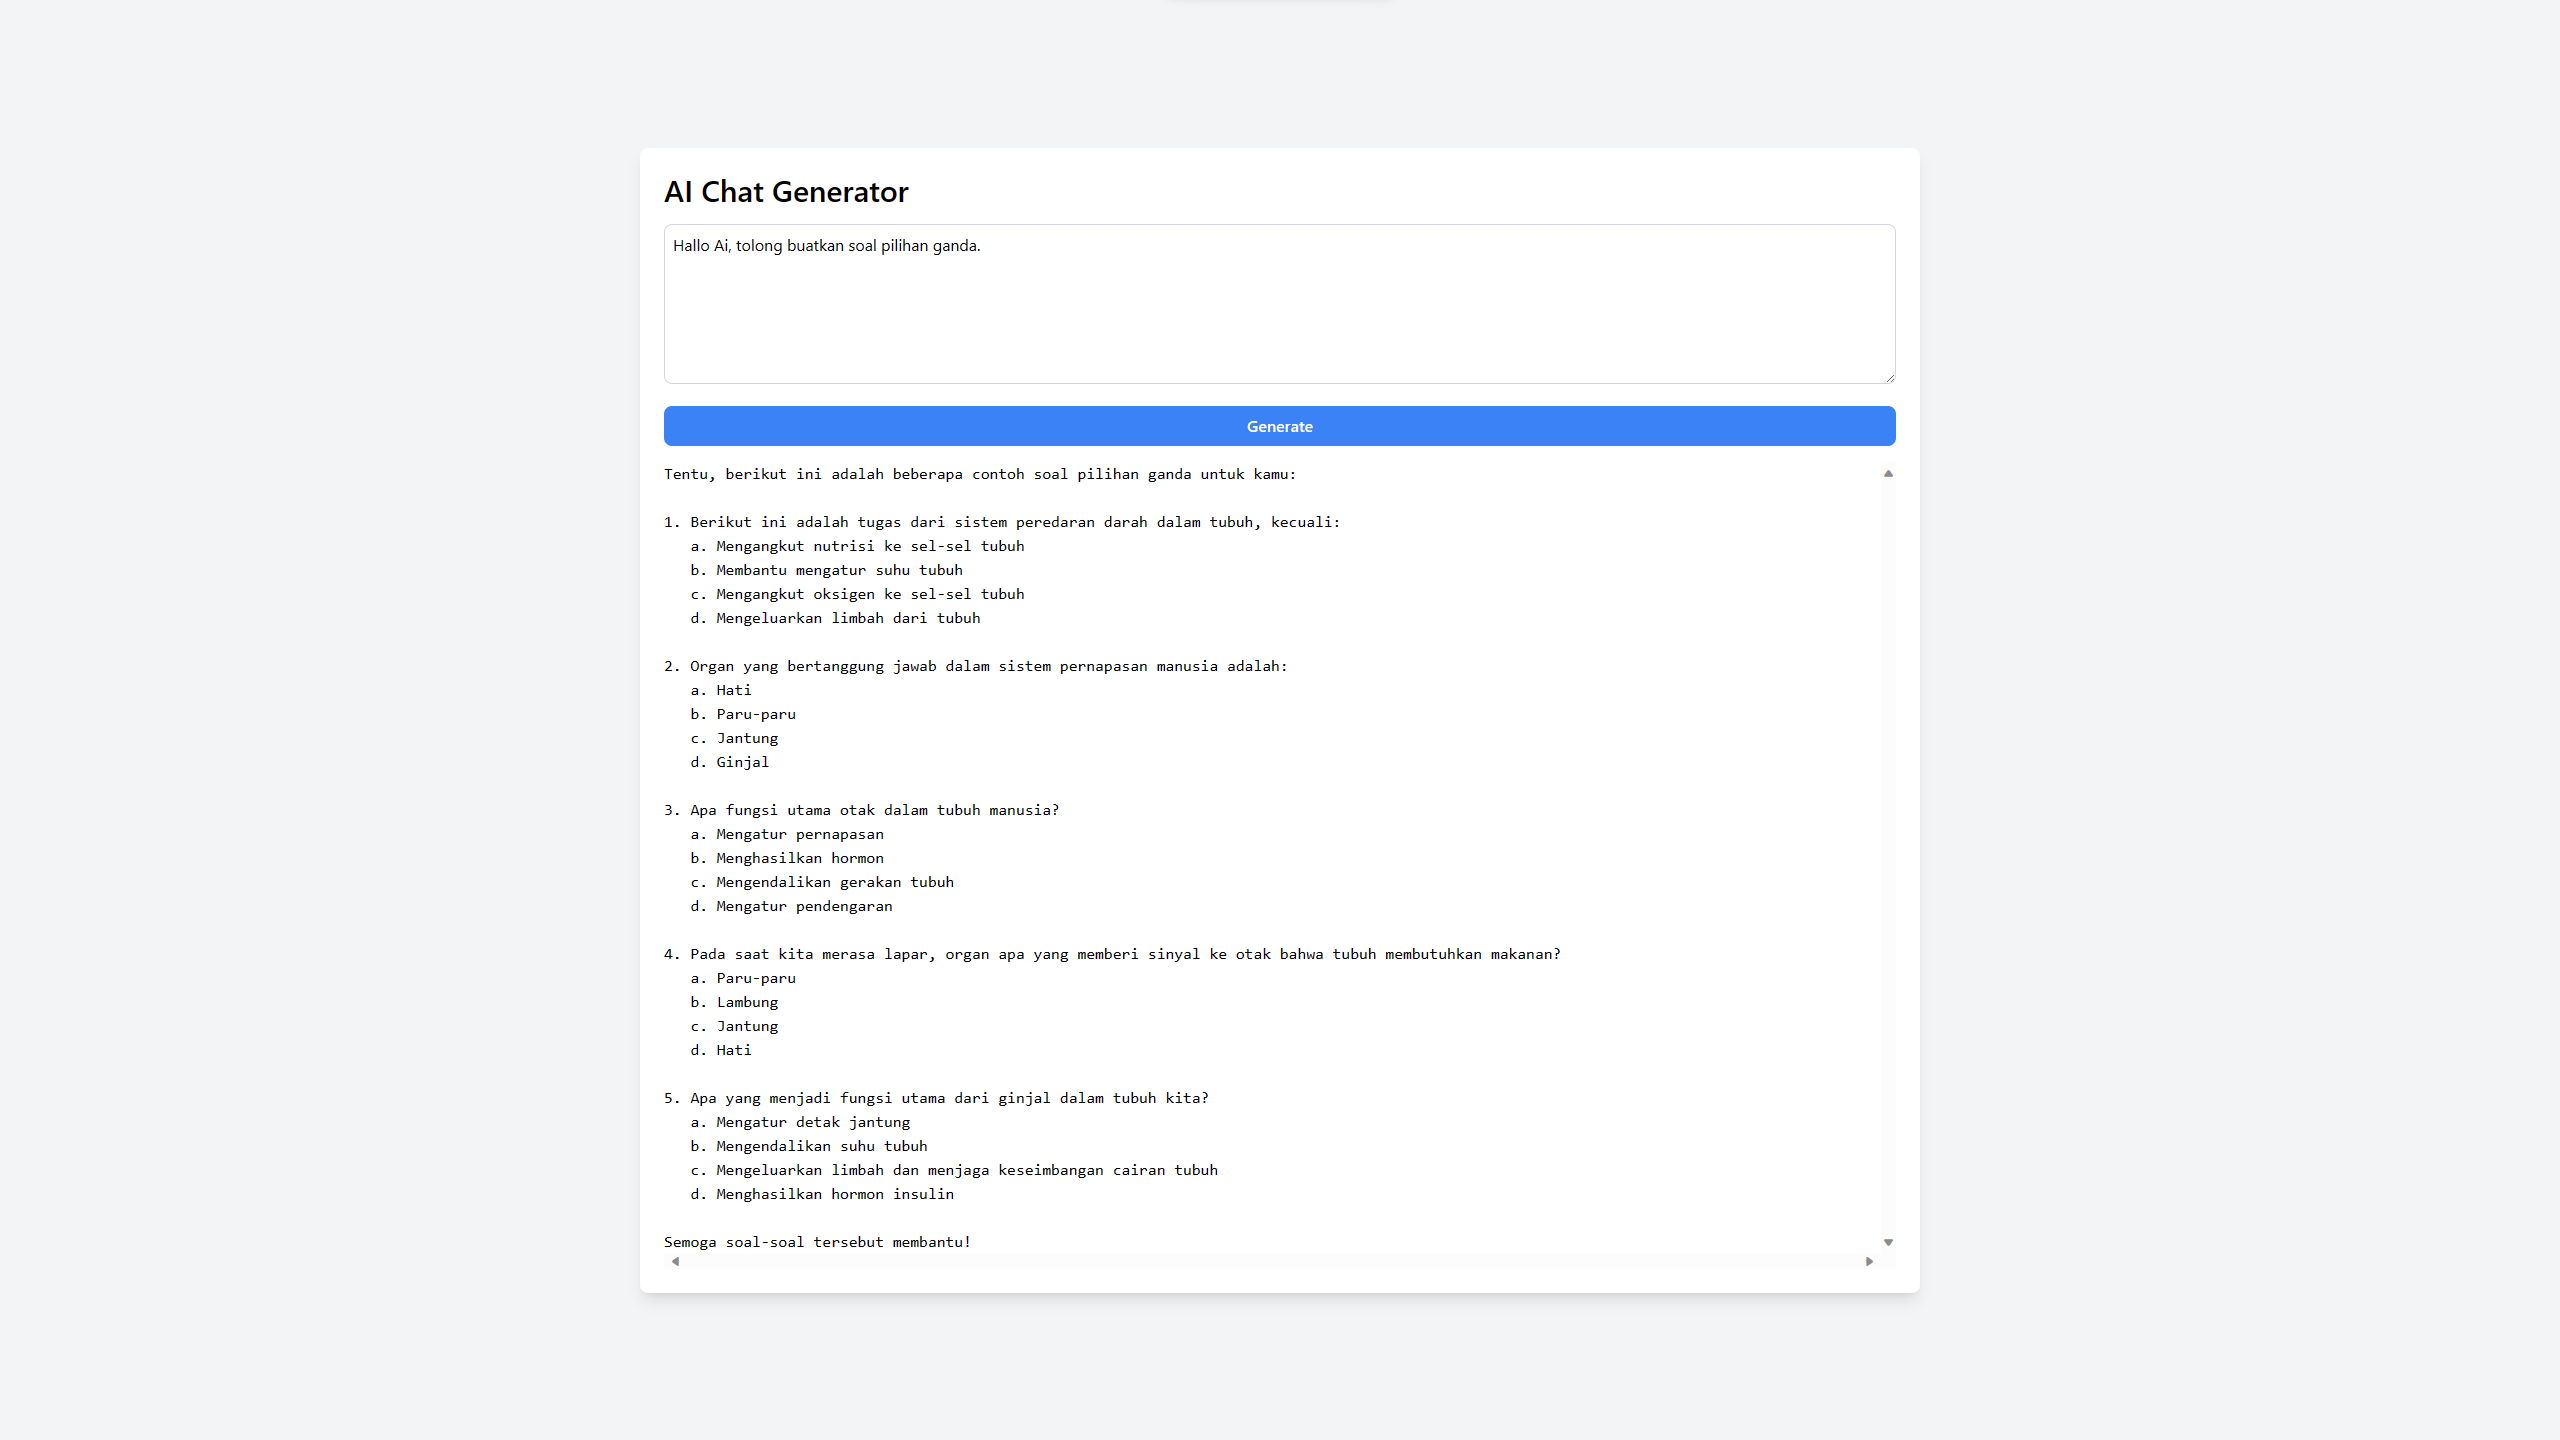 AI Chat Generator
Hallo Ai, tolong buatkan soal pilihan ganda.
Generate
Tentu, berikut ini adalah beberapa contoh soal pilihan ganda untuk kamu:
1. Berikut ini adalah tugas dari sistem peredaran darah dalam tubuh, kecuali:
a. Mengangkut nutrisi ke sel-sel tubuh
b. Membantu mengatur suhu tubuh
c. Mengangkut oksigen ke sel-sel tubuh
d. Mengeluarkan limbah dari tubuh
2. Organ yang bertanggung jawab dalam sistem pernapasan manusia adalah:
a. Hati
b. Paru-paru
c. Jantung
d. Ginjal
3. Apa fungsi utama otak dalam tubuh manusia?
a. Mengatur pernapasan
b. Menghasilkan hormon
c. Mengendalikan gerakan tubuh
d. Mengatur pendengaran
4. Pada saat kita merasa lapar, organ apa yang memberi sinyal ke otak bahwa tubuh membutuhkan makanan?
a. Paru-paru
b. Lambung
c. Jantung
d. Hati
5. Apa yang menjadi fungsi utama dari ginjal dalam tubuh kita?
a. Mengatur detak jantung
b. Mengendalikan suhu tubuh
c. Mengeluarkan limbah dan menjaga keseimbangan cairan tubuh
d. Menghasilkan hormon insulin
Semoga soal-soal tersebut membantu!